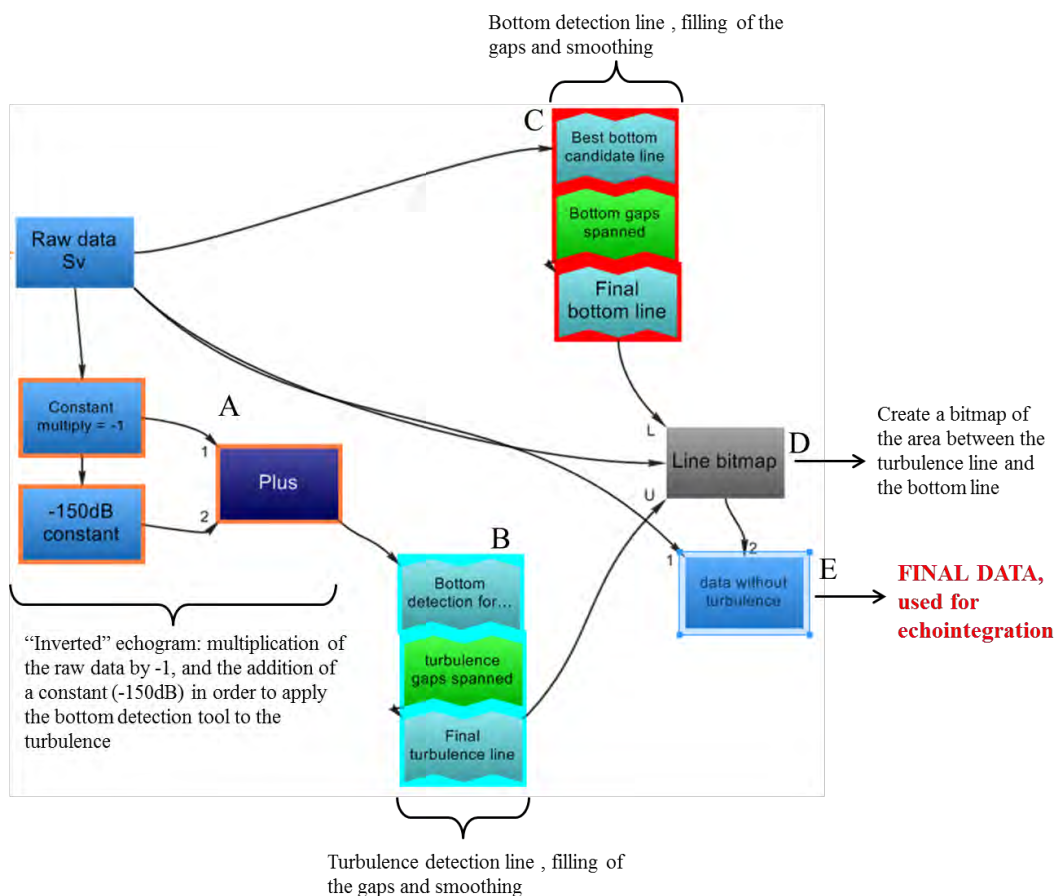 Bottom detection line , filling of the
gaps and smoothing
C
Best bottom
candidate line
Bottom gaps
spanned
Final
bottom line
Raw data
Sv
A
Constant
multiply = -1
1
Plus
-150dB
constant
2
L
Line bitmap
D
U
Create a bitmap of
the area between the
turbulence line and
the bottom line
B
Bottom
detection for...
turbulence
gaps spanned
Final
turbulence line
1
2
data without
turbulence
E
FINAL DATA,
used for
echointegration
“Inverted” echogram: multiplication of
the raw data by -1, and the addition of
a constant (-150dB) in order to apply
the bottom detection tool to the
turbulence
Turbulence detection line , filling of
the gaps and smoothing